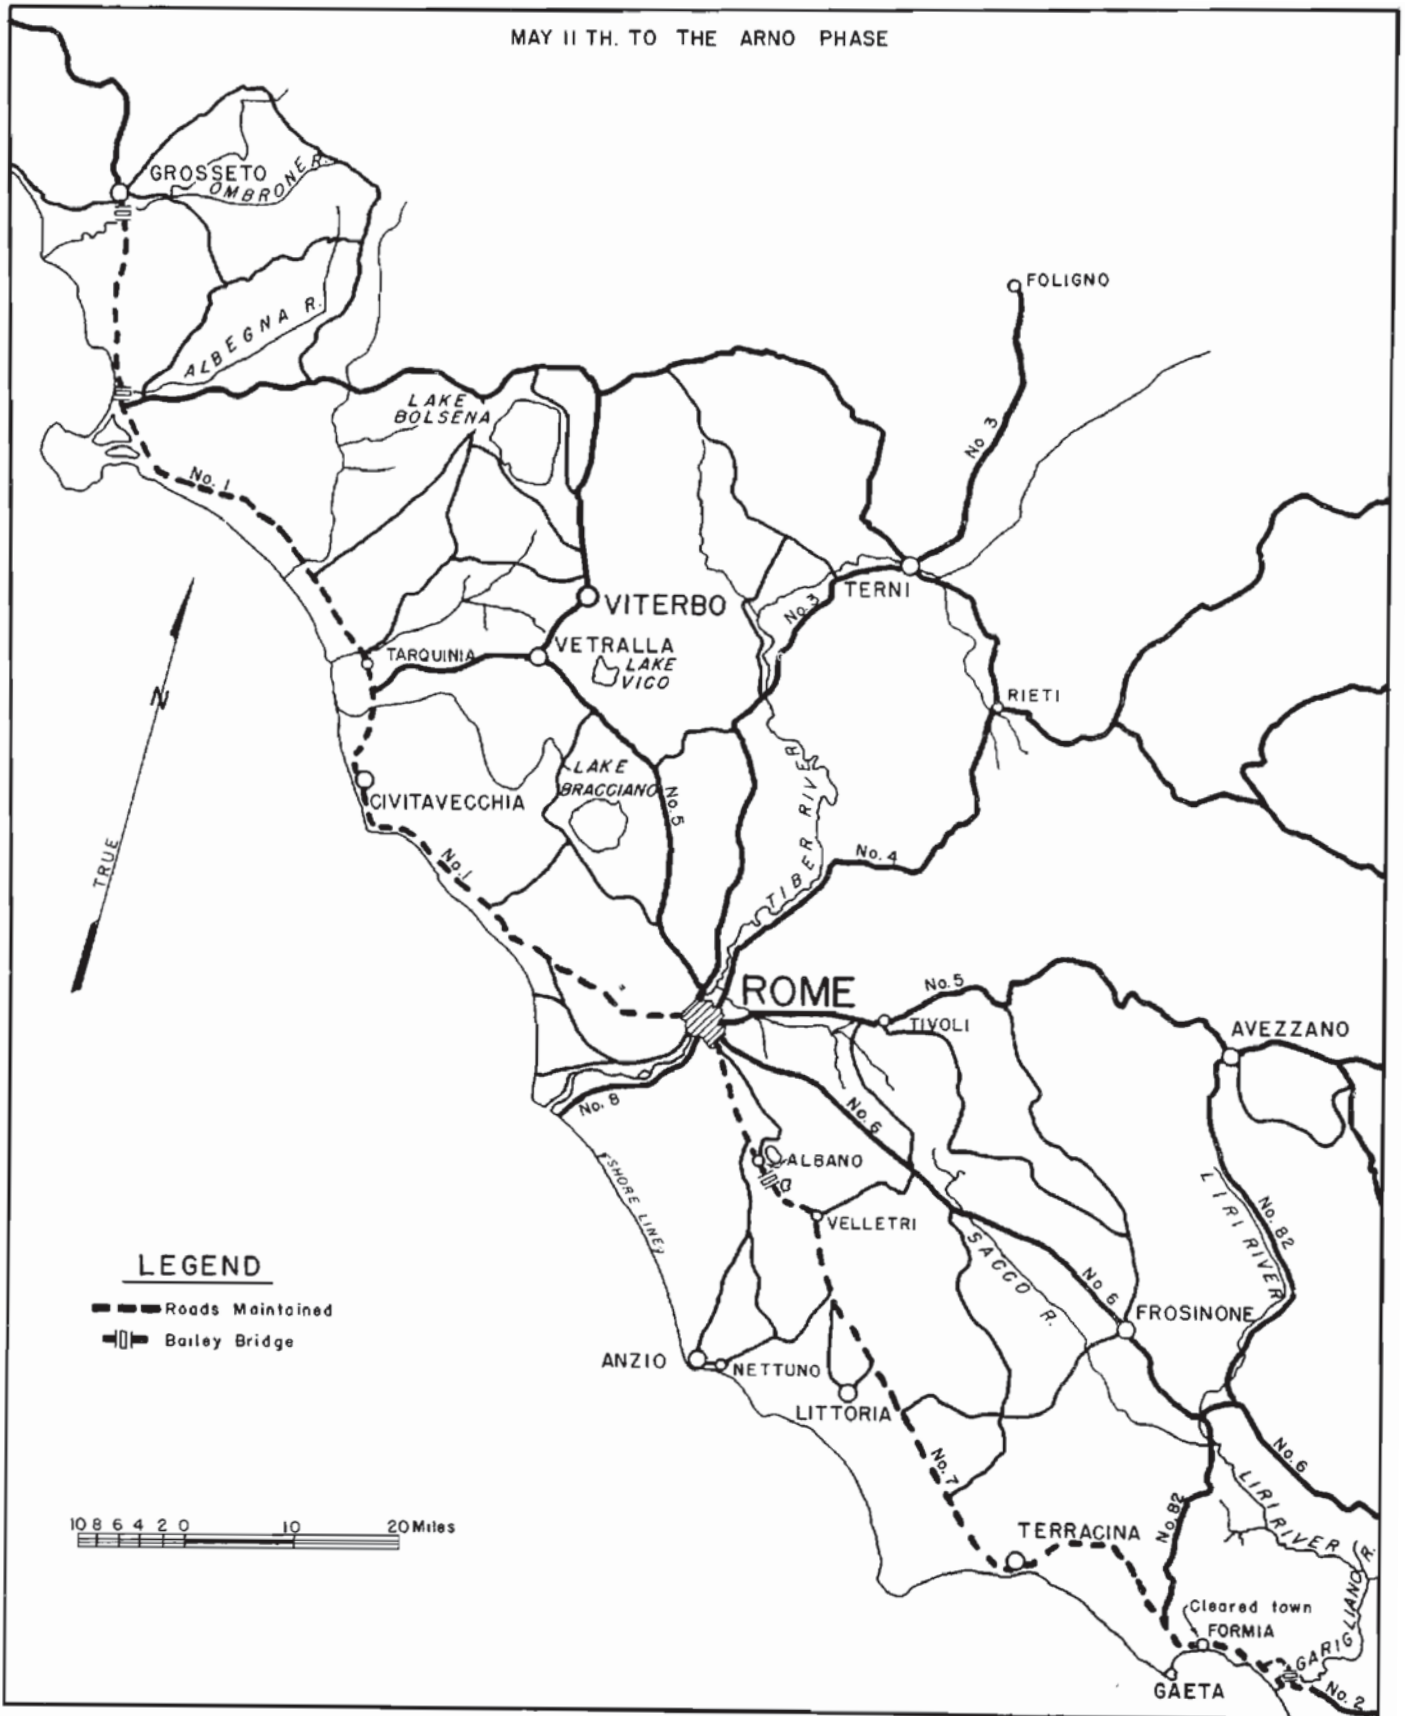 MAY 11 TH. TO THE ARNO PHASE
GROSSETO
OMBRONE R.
FOLIGNO
ALBEGNA R.
LAKE
BOLSENA
No. 3
No. 1
TERNI
No. 3
VITERBO
VETRALLA
TARQUINIA
LAKE
VICO
N
RIETI
TRUE
CIVITAVECCHIA
LAKE
BRACCIANO
No. 5
TIBER RIVER
No. 1
No. 4
ROME
No. 5
TIVOLI
AVEZZANO
No. 8
No. 6
SHORE LINE
ALBANO
VELLETRI
LIRI RIVER
No. 82
SACCO R.
No 6
LEGEND
Roads Maintained
Bailey Bridge
FROSINONE
ANZIO
NETTUNO
LITTORIA
No. 7
No. 6
LIRI RIVER
No. 82
10 8 6 4 2 0 10 20 Miles
TERRACINA
Cleared town
FORMIA
GARIGLIANO R.
GAETA
No. 2